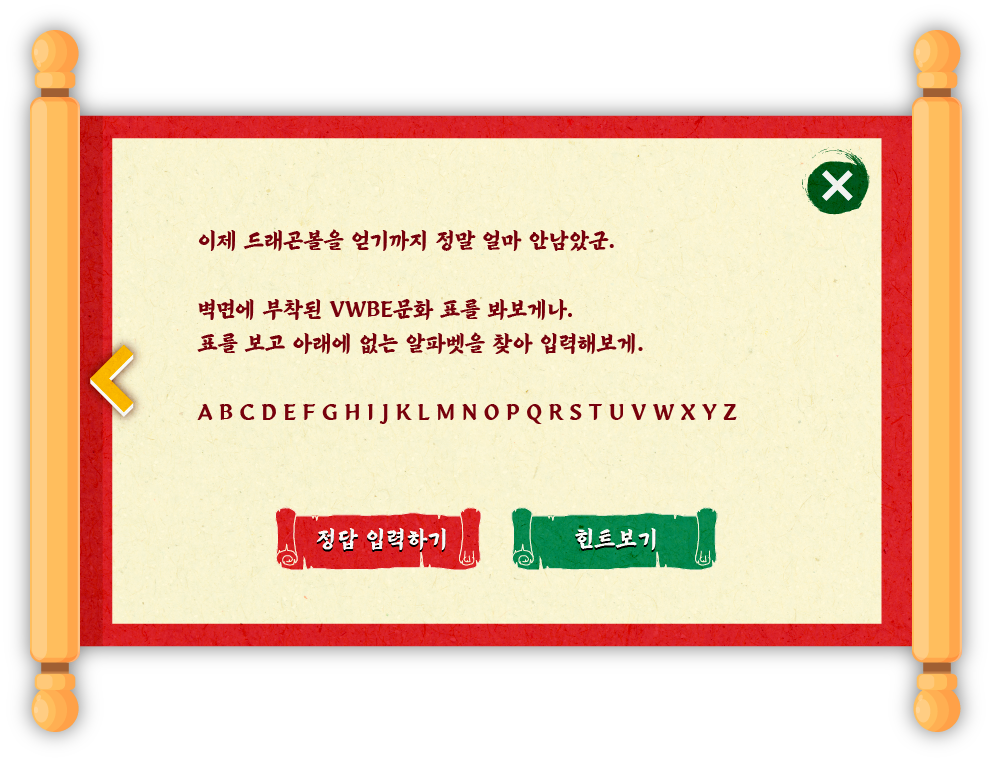 이제 드래곤볼을 얻기까지 정말 얼마 안남았군.
벽면에 부착된 VWBE문화 표를 봐보게나.
표를 보고 아래에 없는 알파벳을 찾아 입력해보게.
A B C D E F G H I J K L M N O P Q R S T U V W X Y Z
정답 입력하기
힌트보기